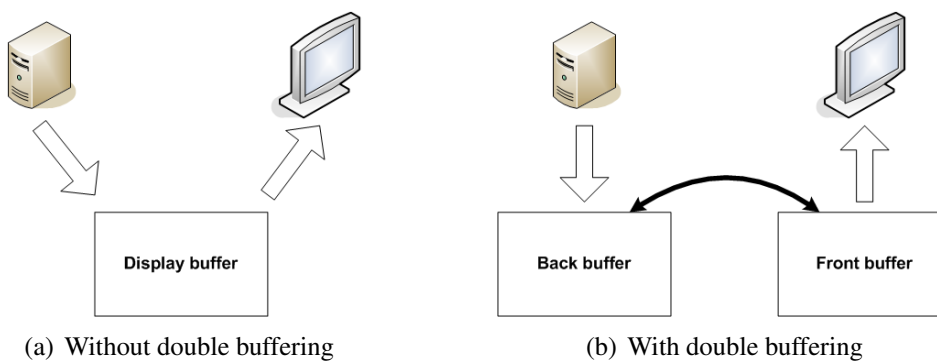 Display buffer
Back buffer
Front buffer
(a) Without double buffering
(b) With double buffering